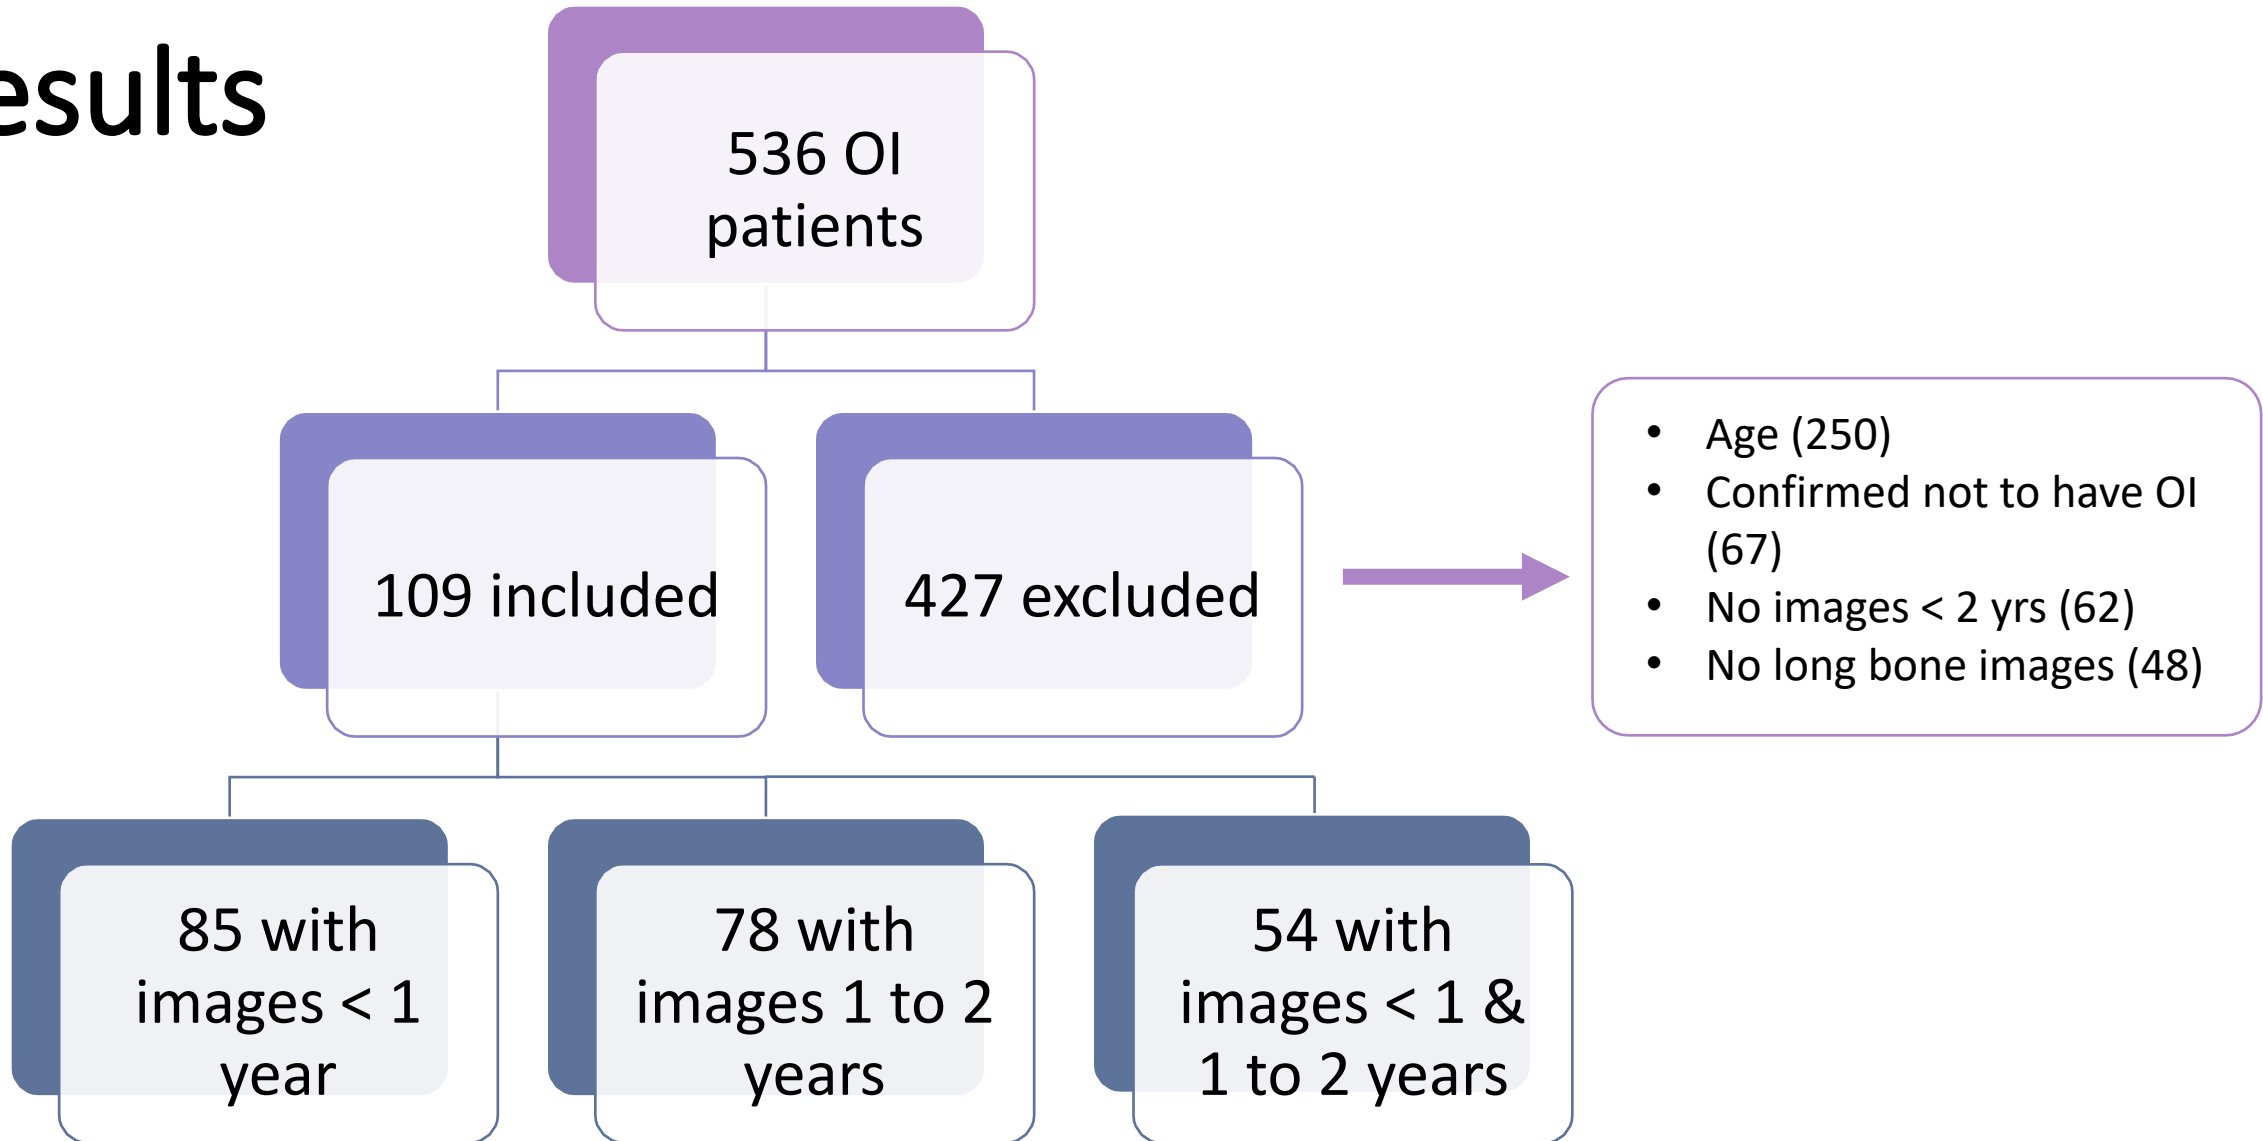 esults
536 OI
patients
109 included
427 excluded
• Age (250)
• Confirmed not to have OI
(67)
• No images < 2 yrs (62)
• No long bone images (48)
85 with
images < 1
year
78 with
images 1 to 2
years
54 with
images < 1 &
1 to 2 years